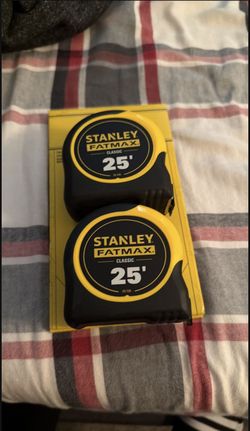 STANLEY
FATMAX
CLASSIC
25'
STANLEY
FATMAX
CLASSIC
25'